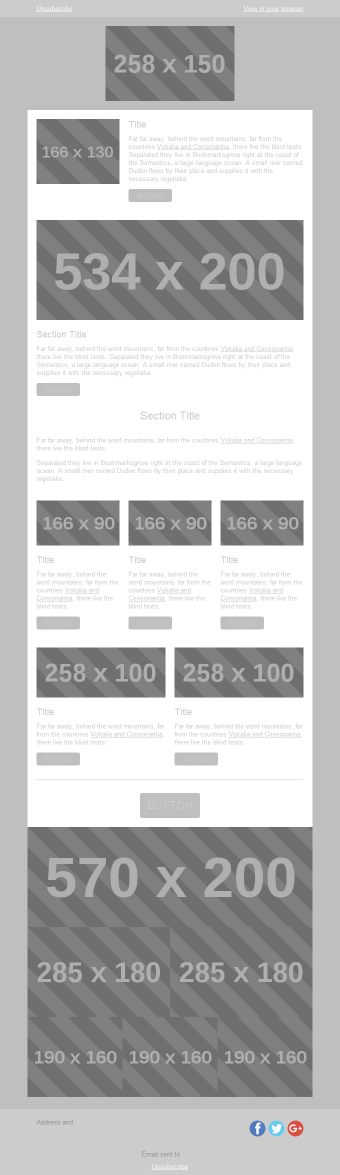 Unsubscribe
View in your browser
258 x 150
166 x 130
Title
Far far away, behind the word mountains, far from the
countries Vokalia and Consonantia, there live the blind texts.
Separated they live in Bookmarksgrove right at the coast of
the Semantics, a large language ocean. A small river named
Duden flows by their place and supplies it with the
necessary regelialia.
534 x 200
Section Title
Far far away, behind the word mountains, far from the countries Vokalia and Consonantia,
there live the blind texts. Separated they live in Bookmarksgrove right at the coast of the
Semantics, a large language ocean. A small river named Duden flows by their place and
supplies it with the necessary regelialia.
Section Title
Far far away, behind the word mountains, far from the countries Vokalia and Consonantia,
there live the blind texts.
Separated they live in Bookmarksgrove right at the coast of the Semantics, a large language
ocean. A small river named Duden flows by their place and supplies it with the necessary
regelialia.
166 x 90
166 x 90
166 x 90
Title
Far far away, behind the
word mountains, far from the
countries Vokalia and
Consonantia, there live the
blind texts.
Title
Far far away, behind the
word mountains, far from the
countries Vokalia and
Consonantia, there live the
blind texts.
Title
Far far away, behind the
word mountains, far from the
countries Vokalia and
Consonantia, there live the
blind texts.
258 x 100
258 x 100
Title
Far far away, behind the word mountains, far
from the countries Vokalia and Consonantia,
there live the blind texts.
Title
Far far away, behind the word mountains, far
from the countries Vokalia and Consonantia,
there live the blind texts.
BUTTON
570 x 200
285 x 180
285 x 180
190 x 160
190 x 160
190 x 160
Address and
Email sent to
Unsubscribe